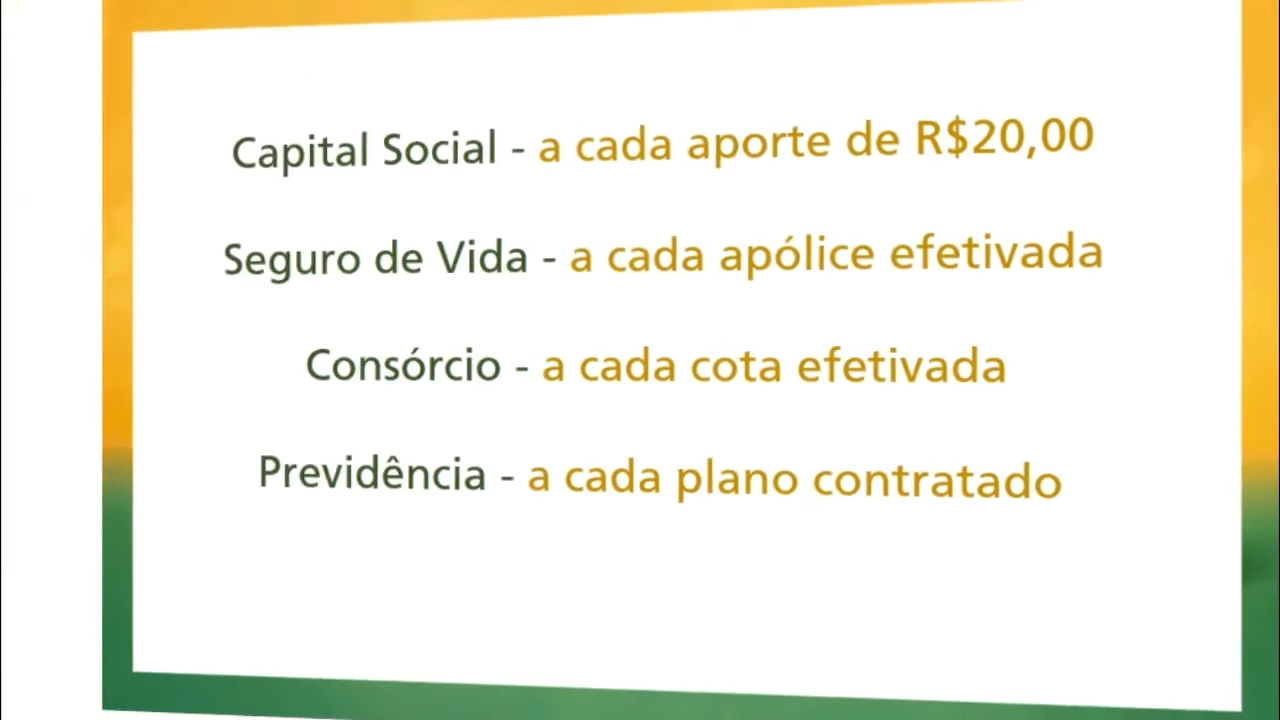 Capital Social - a cada aporte de R$20,00
Seguro de Vida - a cada apólice efetivada
Consórcio - a cada cota efetivada
Previdência - a cada plano contratado